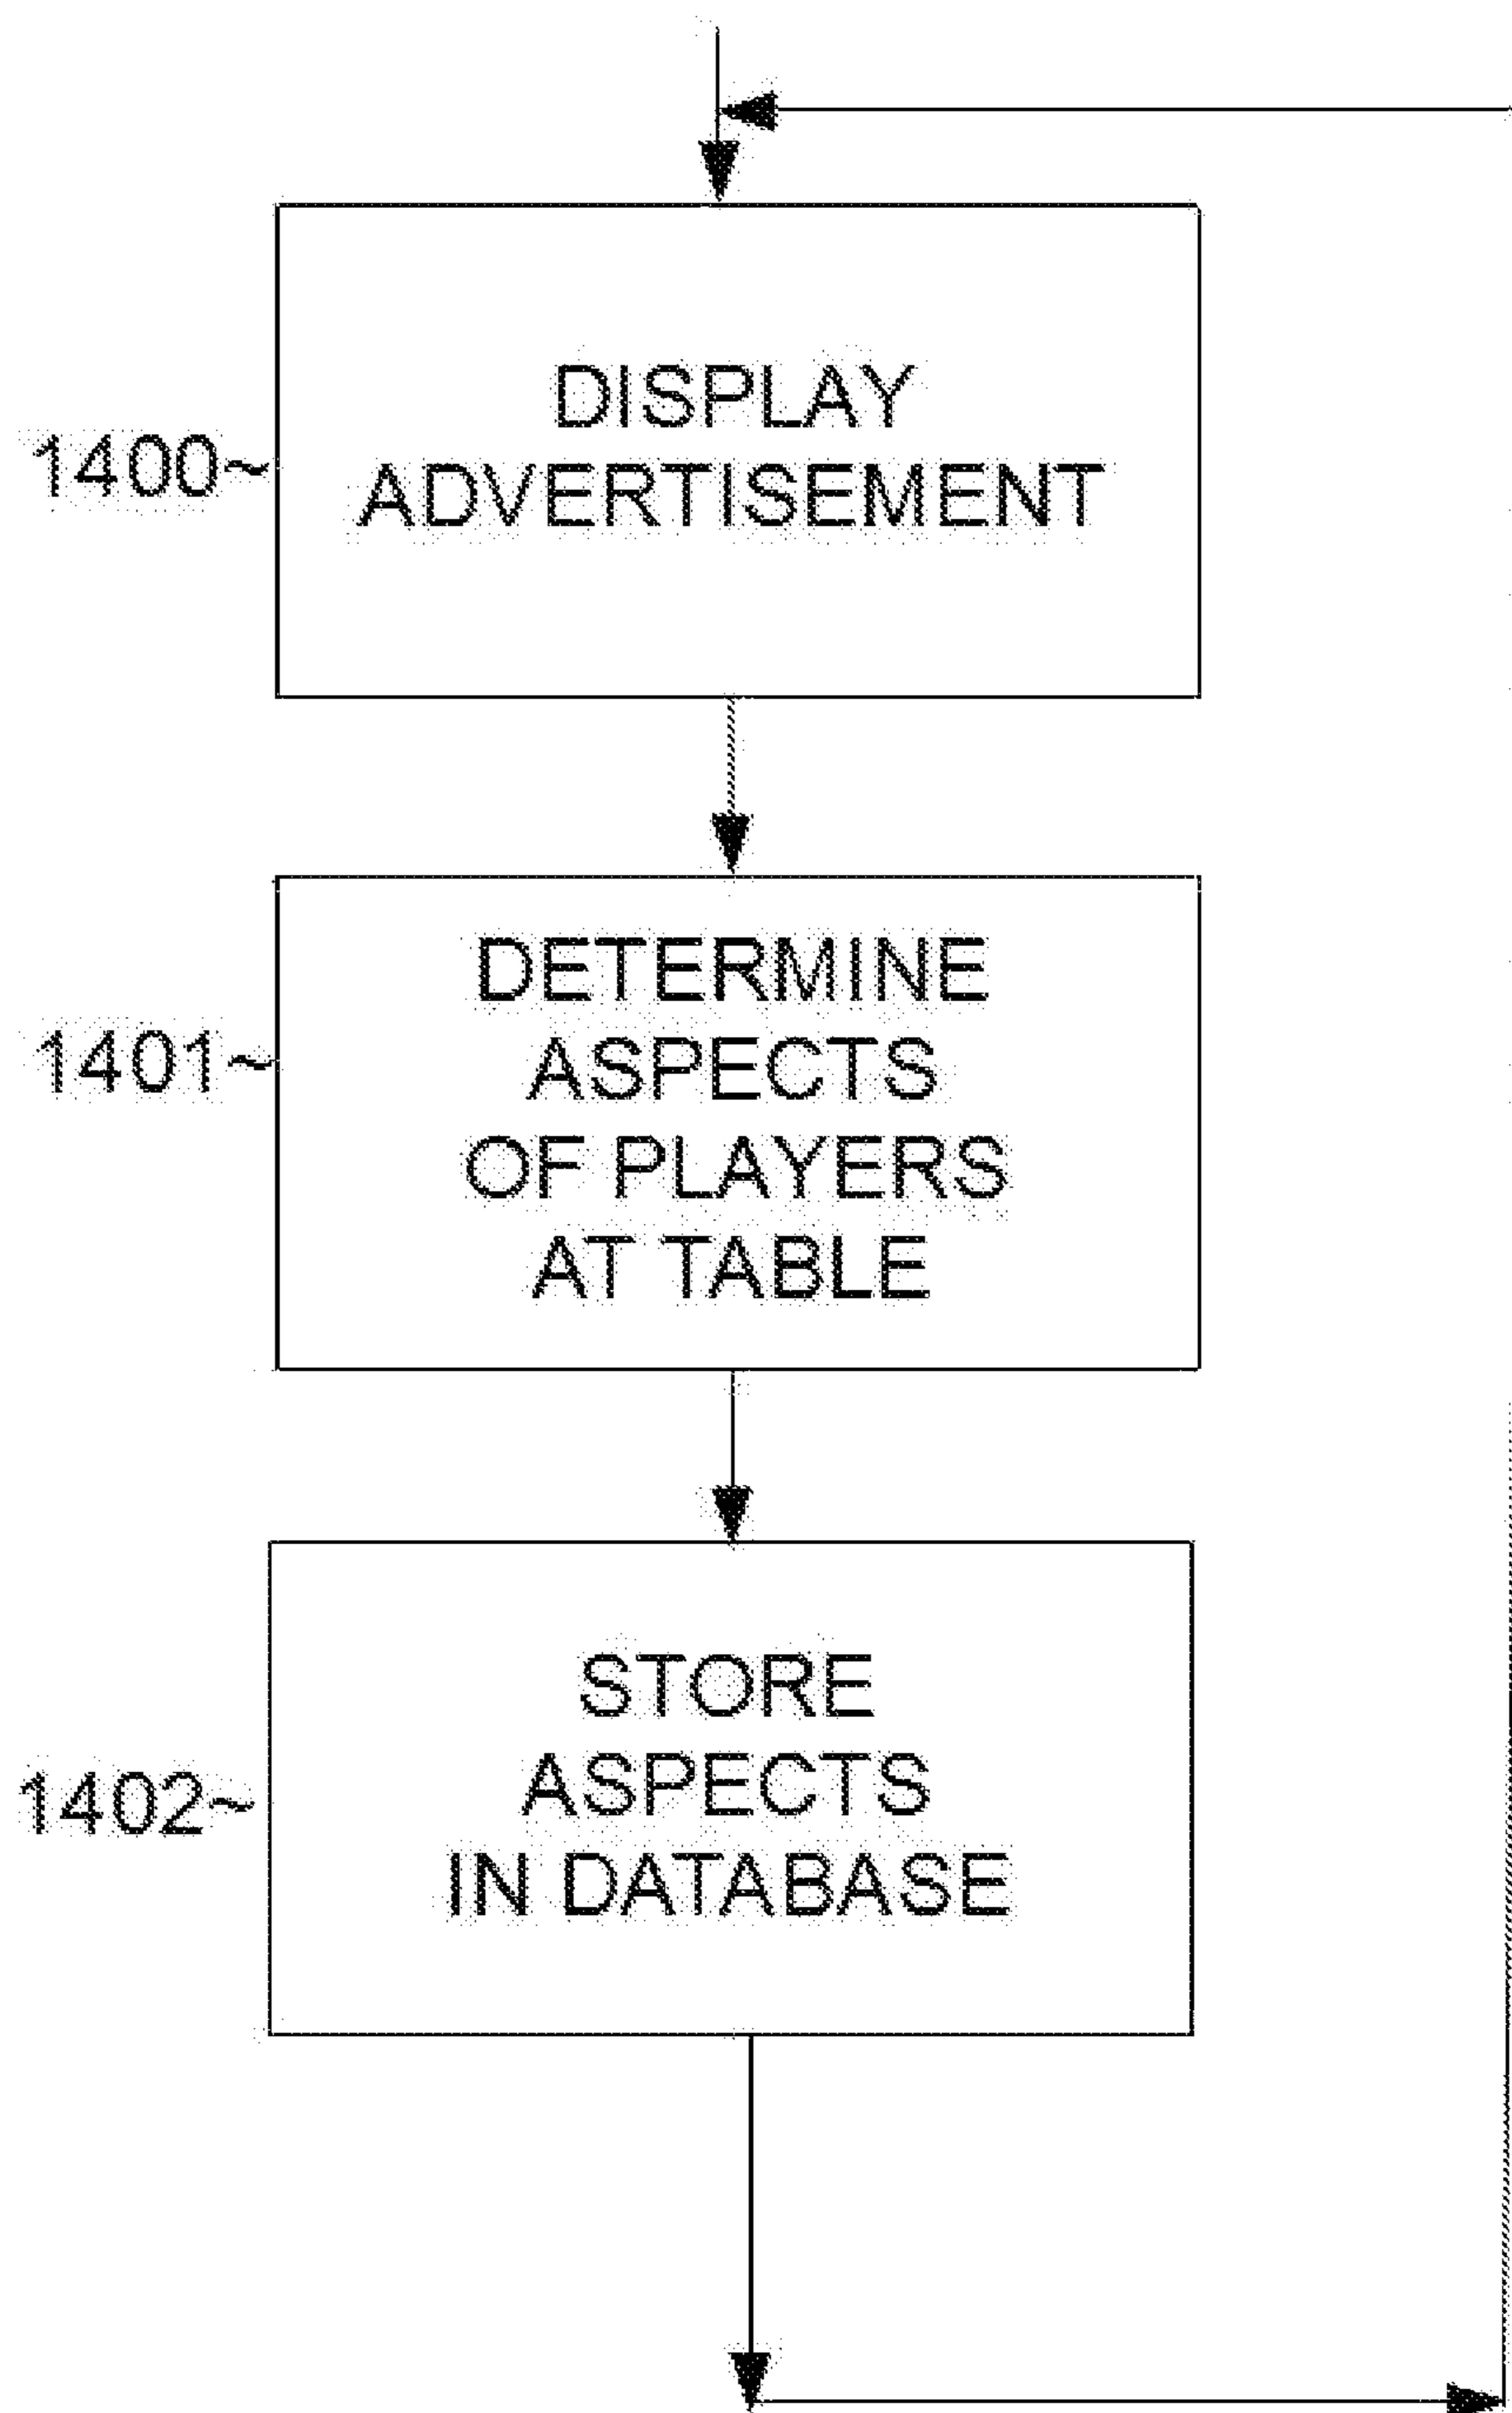 DISPLAY
ADVERTISEMENT
1400~
DETERMINE
ASPECTS
OF PLAYERS
AT TABLE
1401~
STORE
ASPECTS
IN DATABASE
1402~